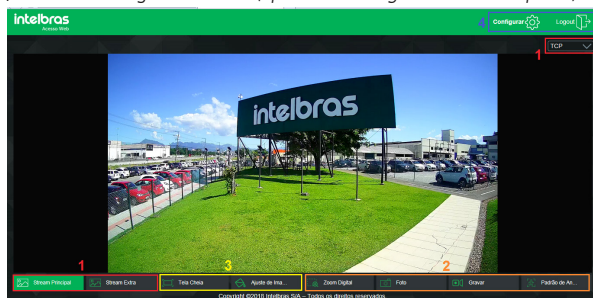 intelbras
Acesso Web
4 Configurar Logout
TCP
1
intelbras
1 3 2
Stream Principal Stream Extra Tela Cheia Ajuste de Ima... Zoom Digital Foto Gravar Padrão de An...
Copyright ©2018 Intelbras S/A – Todos os direitos reservados.